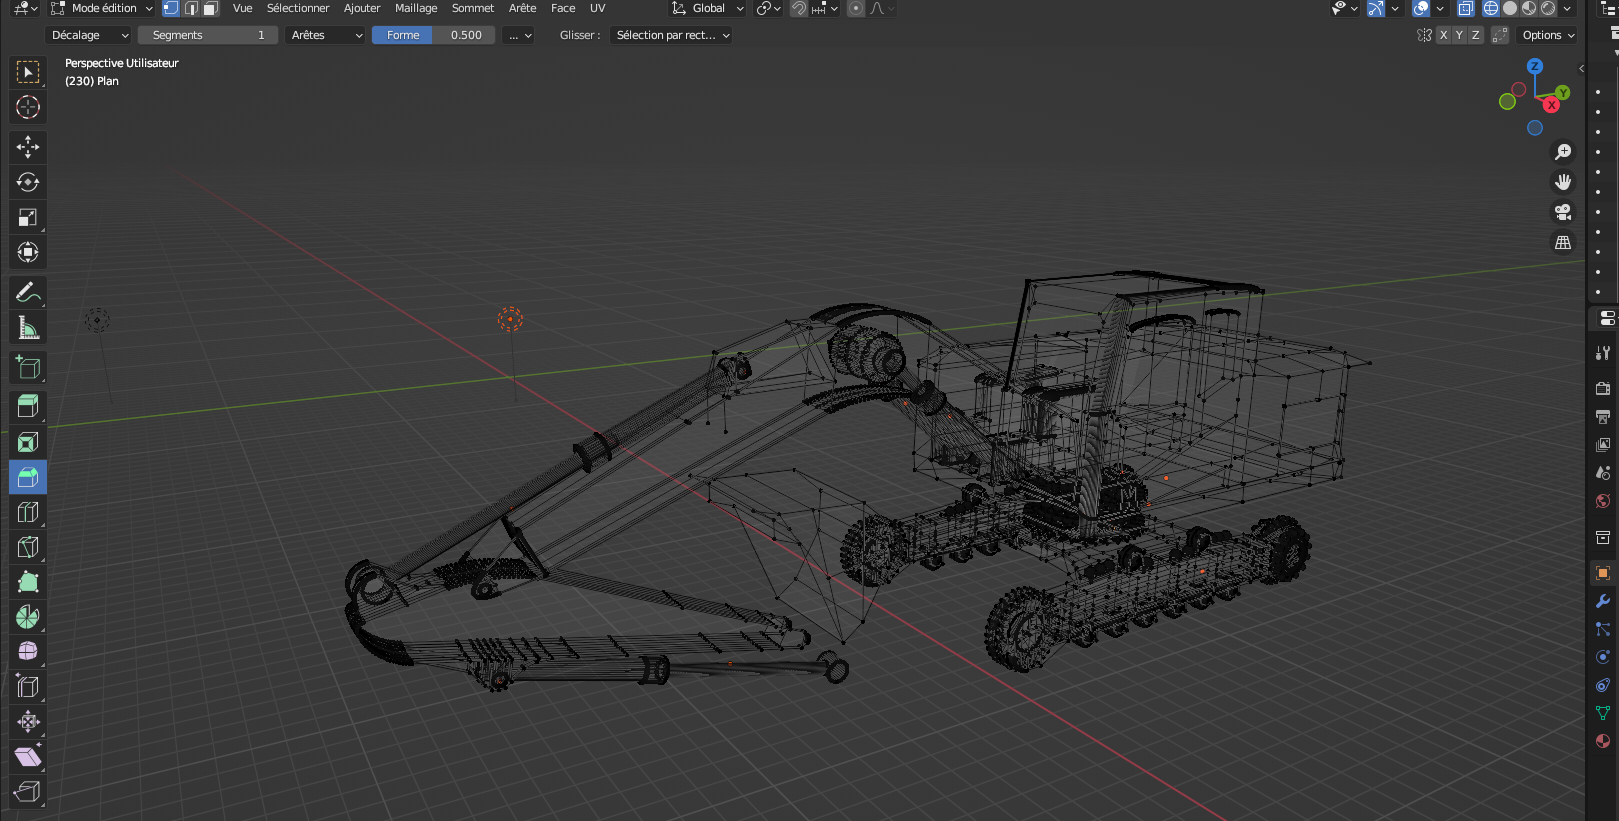 Mode édition Vue Sélectionner Ajouter Maillage Sommet Arête Face UV Global
Décalage Segments 1 Arêtes Forme 0.500 ... Glisser : Sélection par rect... X Y Z Options
Perspective Utilisateur
(230) Plan
Z
Y
X